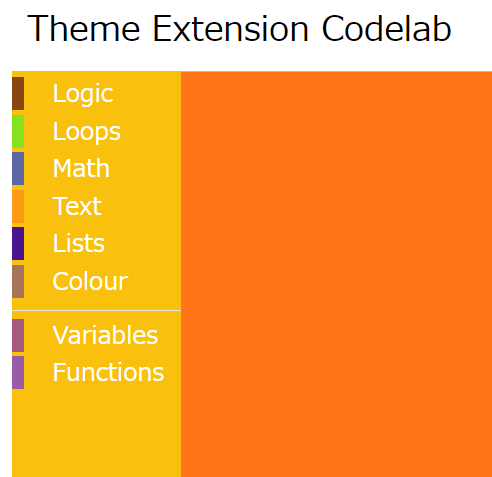 Theme Extension Codelab
Logic
Loops
Math
Text
Lists
Colour
Variables
Functions